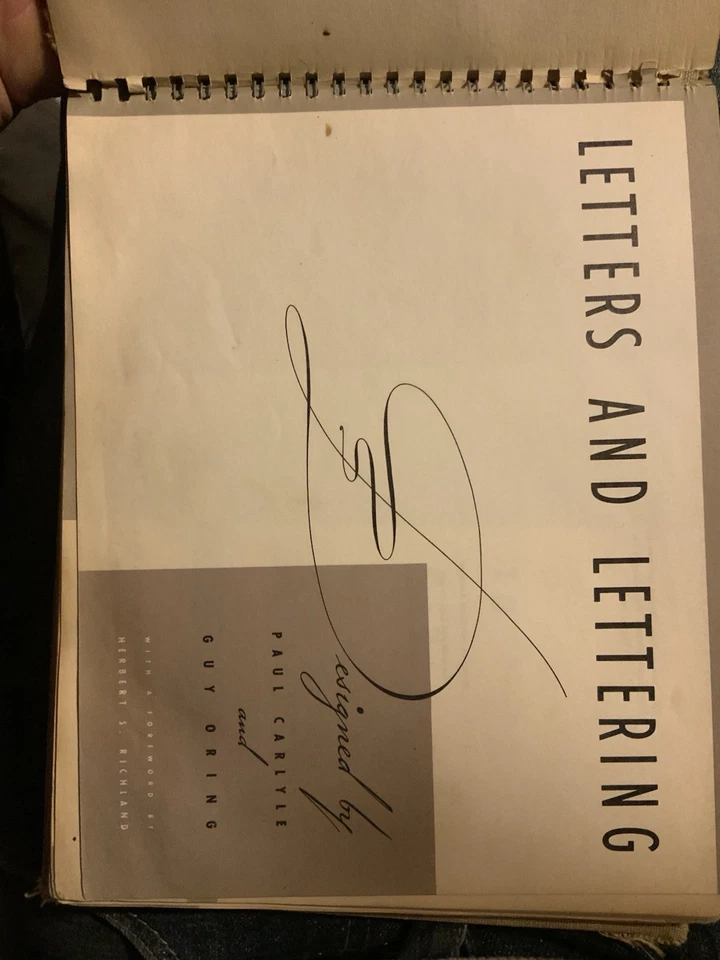 LETTERS AND LETTERING
Designed by
PAUL CARLYLE
and
GUY ORING
WITH A FOREWORD BY
HERBERT S. RICHLAND